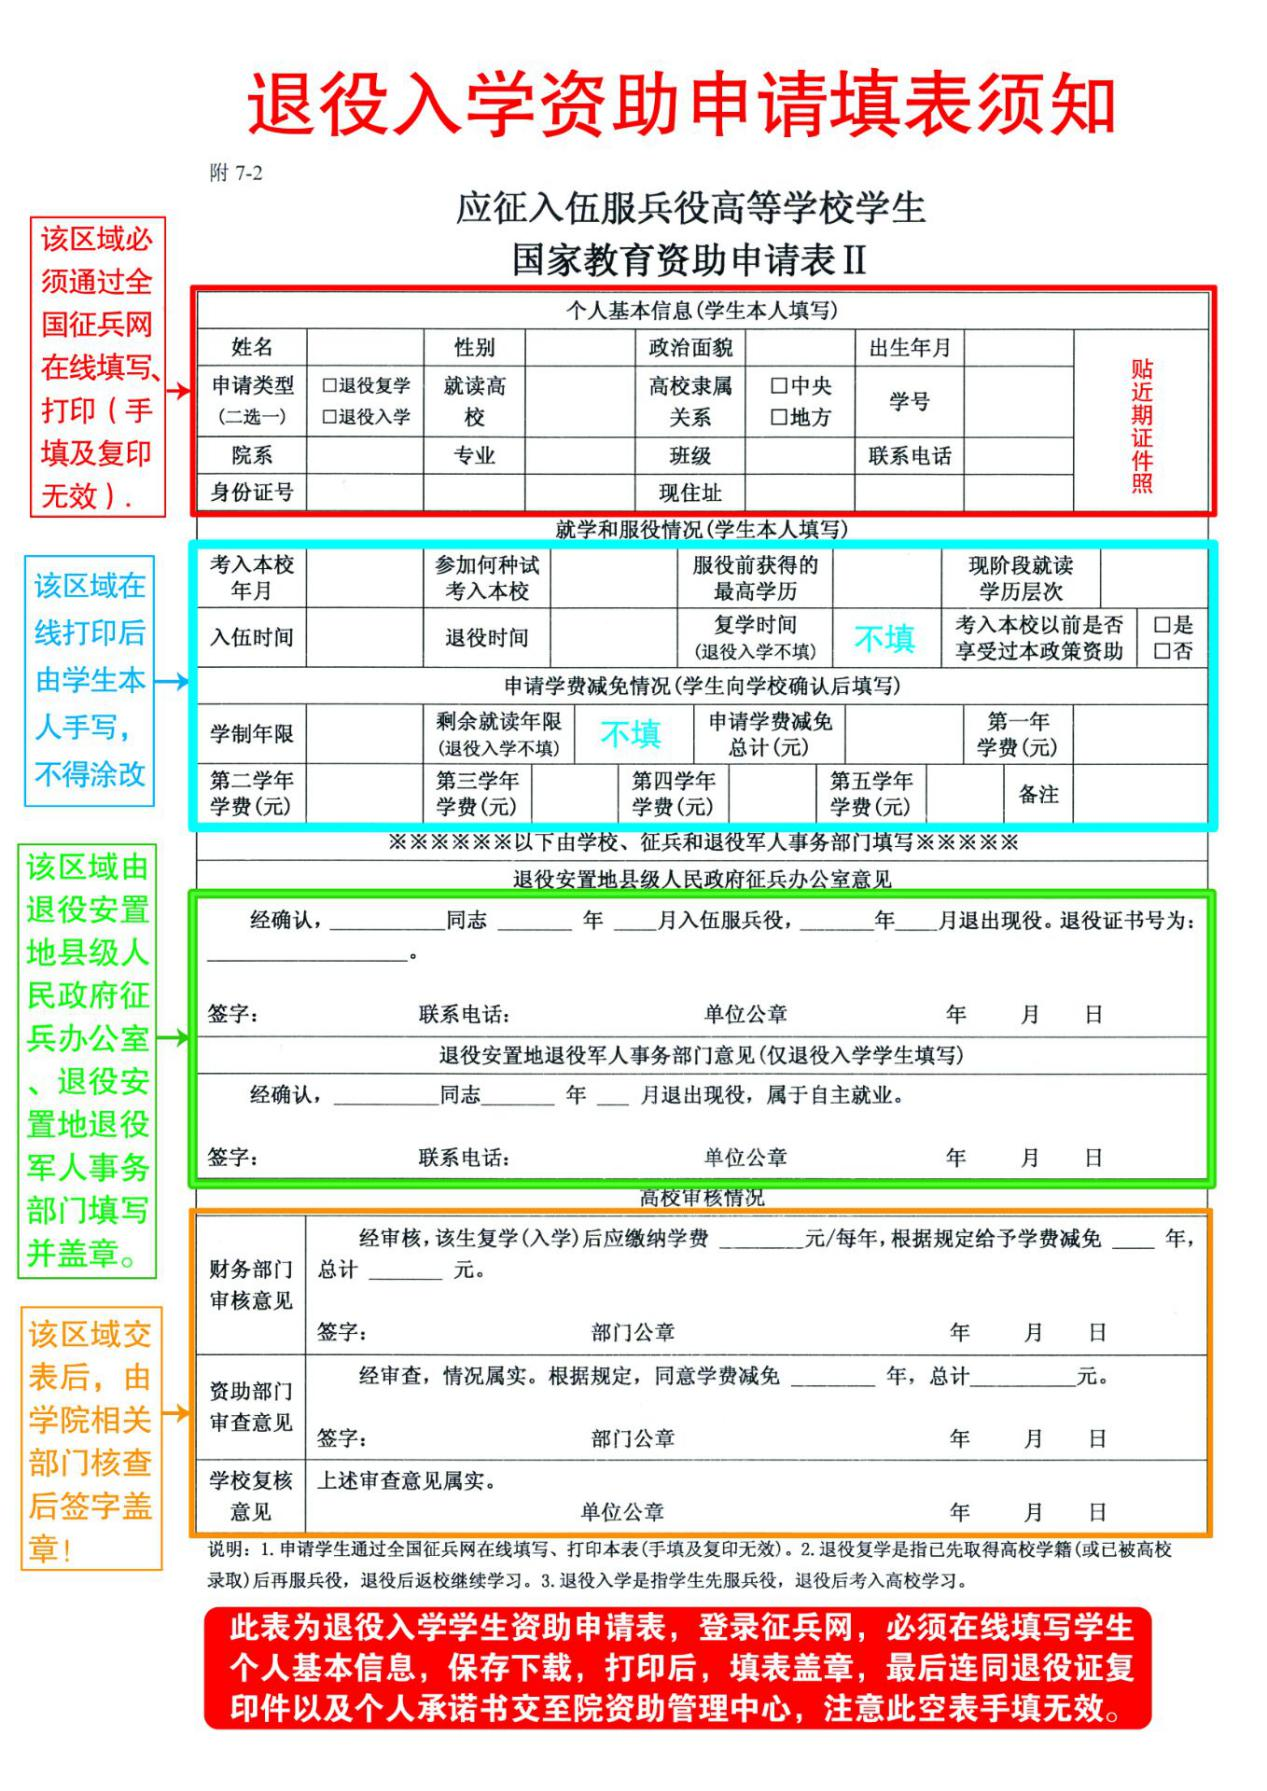 退役入学资助申请填表须知
附 7-2
应征入伍服兵役高等学校学生
国家教育资助申请表Ⅱ
该区域必
须通过全
国征兵网
在线填写、
打印（手
填及复印
无效）.
个人基本信息(学生本人填写)
姓名 性别 政治面貌 出生年月
申请类型
(二选一)
□退役复学
□退役入学
就读高
校
高校隶属
关系
□中央
□地方
学号
院系 专业 班级 联系电话
身份证号 现住址
贴近期证件照
就学和服役情况(学生本人填写)
该区域在
线打印后
由学生本
人手写，
不得涂改
考入本校
年月
参加何种试
考入本校
服役前获得的
最高学历
现阶段就读
学历层次
入伍时间 退役时间
复学时间
(退役入学不填)
不填
考入本校以前是否
享受过本政策资助
□是
□否
申请学费减免情况(学生向学校确认后填写)
学制年限
剩余就读年限
(退役入学不填)
不填
申请学费减免
总计(元)
第一年
学费(元)
第二学年
学费(元)
第三学年
学费(元)
第四学年
学费(元)
第五学年
学费(元)
备注
※※※※※※以下由学校、征兵和退役军人事务部门填写※※※※※
该区域由
退役安置
地县级人
民政府征
兵办公室
、退役安
置地退役
军人事务
部门填写
并盖章。
退役安置地县级人民政府征兵办公室意见
经确认，___________同志 _______ 年 ____月入伍服兵役，_______年____月退出现役。退役证书号为：
___________________。
签字： 联系电话： 单位公章 年 月 日
退役安置地退役军人事务部门意见(仅退役入学学生填写)
经确认，__________同志_______ 年 ___ 月退出现役，属于自主就业。
签字： 联系电话： 单位公章 年 月 日
高校审核情况
该区域交
表后，由
学院相关
部门核查
后签字盖
章！
财务部门
审核意见
经审核，该生复学(入学)后应缴纳学费 ________元/每年，根据规定给予学费减免 ____ 年，
总计 _______ 元。
签字： 部门公章 年 月 日
资助部门
审查意见
经审查，情况属实。根据规定，同意学费减免 ________ 年，总计__________元。
签字： 部门公章 年 月 日
学校复核
意见
上述审查意见属实。
单位公章 年 月 日
说明：1.申请学生通过全国征兵网在线填写、打印本表(手填及复印无效)。2.退役复学是指已先取得高校学籍(或已被高校
录取)后再服兵役，退役后返校继续学习。3.退役入学是指学生先服兵役，退役后考入高校学习。
此表为退役入学学生资助申请表，登录征兵网，必须在线填写学生
个人基本信息，保存下载，打印后，填表盖章，最后连同退役证复
印件以及个人承诺书交至院资助管理中心，注意此空表手填无效。